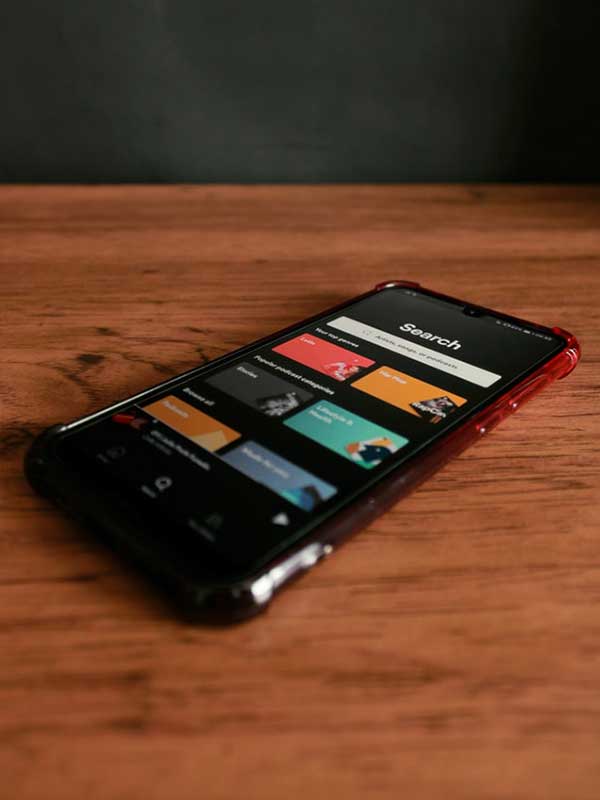 Search
Artists, songs, or podcasts
Your top genres
Latin
Hip Hop
Popular podcast categories
Stories
Lifestyle &
Health
Browse all
Podcasts
Made for you